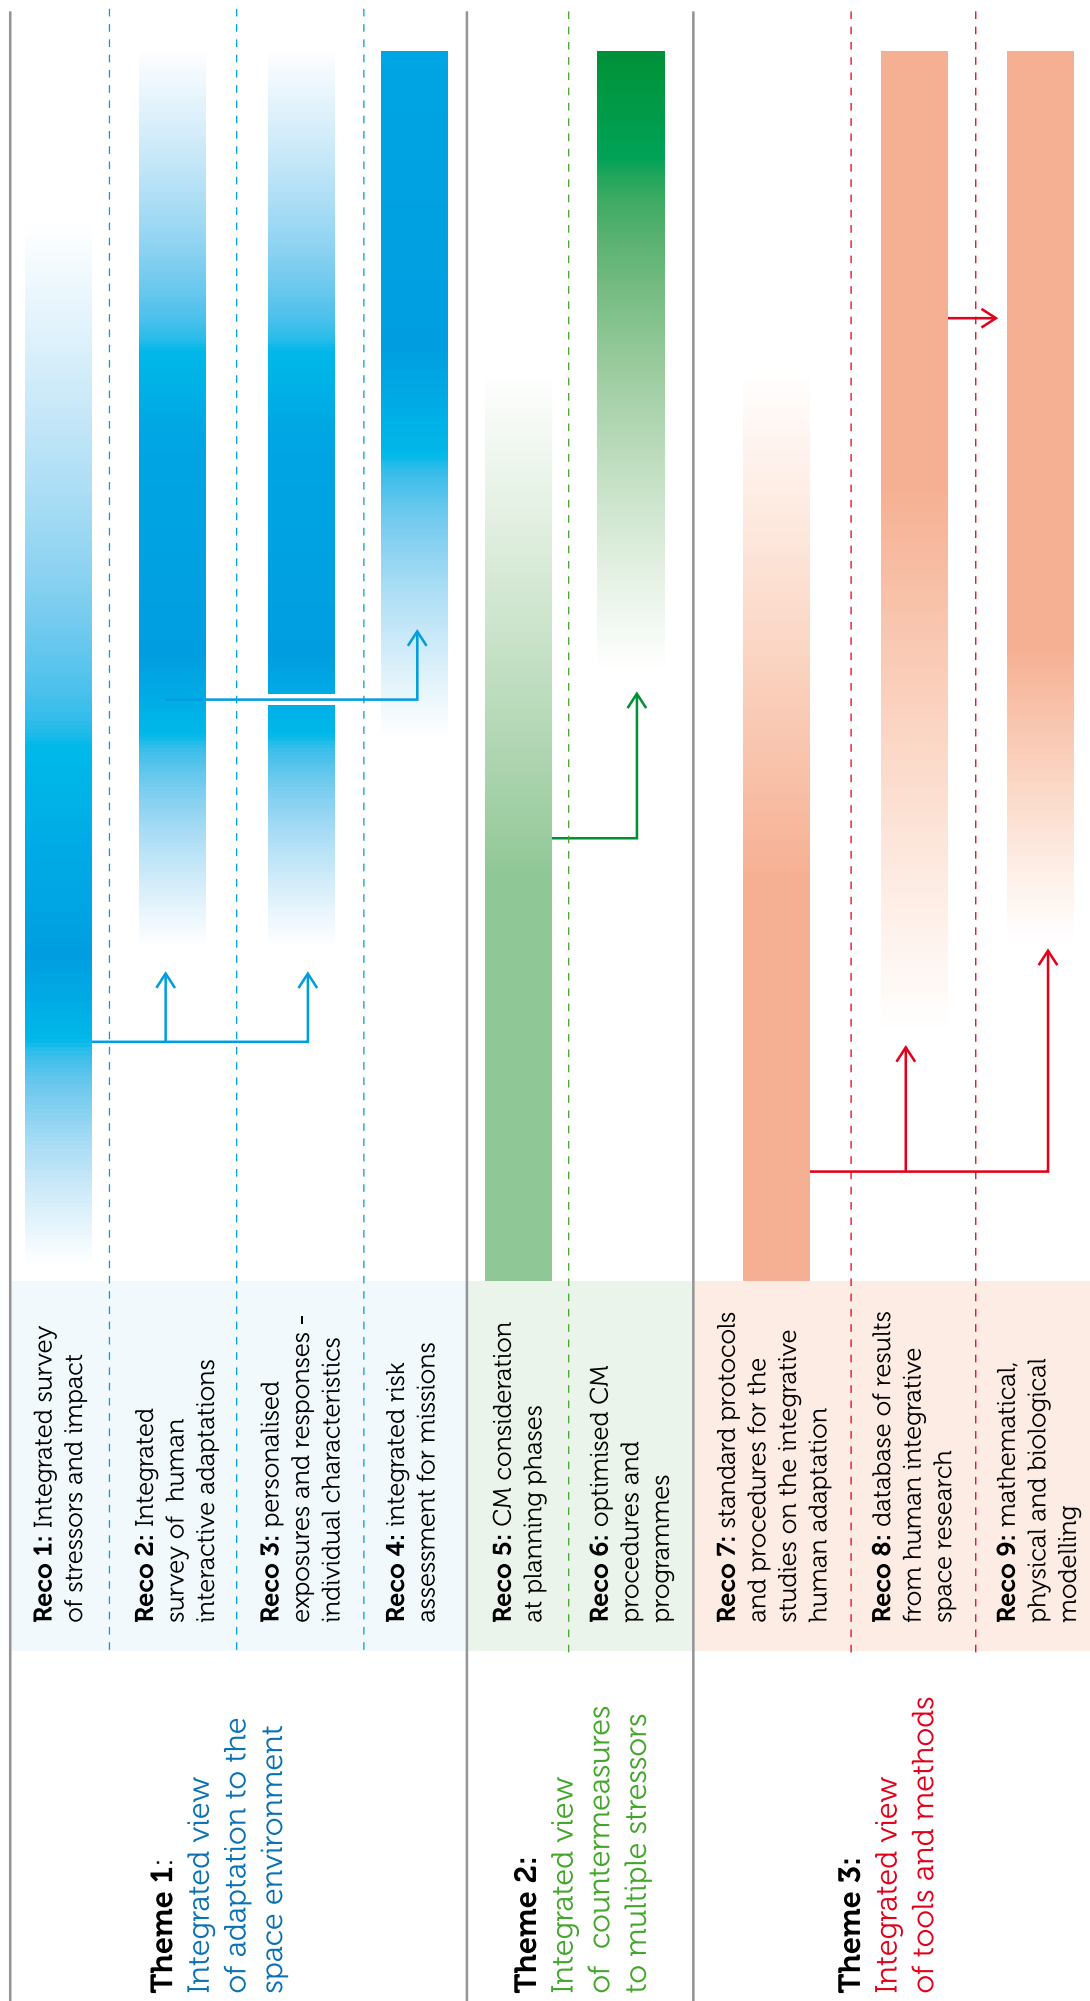 Theme 1:
Integrated view
of adaptation to the
space environment
Reco 1: Integrated survey
of stressors and impact
Reco 2: Integrated
survey of human
interactive adaptations
Reco 3: personalised
exposures and responses –
individual characteristics
Reco 4: integrated risk
assessment for missions
Theme 2:
Integrated view
of countermeasures
to multiple stressors
Reco 5: CM consideration
at planning phases
Reco 6: optimised CM
procedures and
programmes
Theme 3:
Integrated view
of tools and methods
Reco 7: standard protocols
and procedures for the
studies on the integrative
human adaptation
Reco 8: database of results
from human integrative
space research
Reco 9: mathematical,
physical and biological
modelling